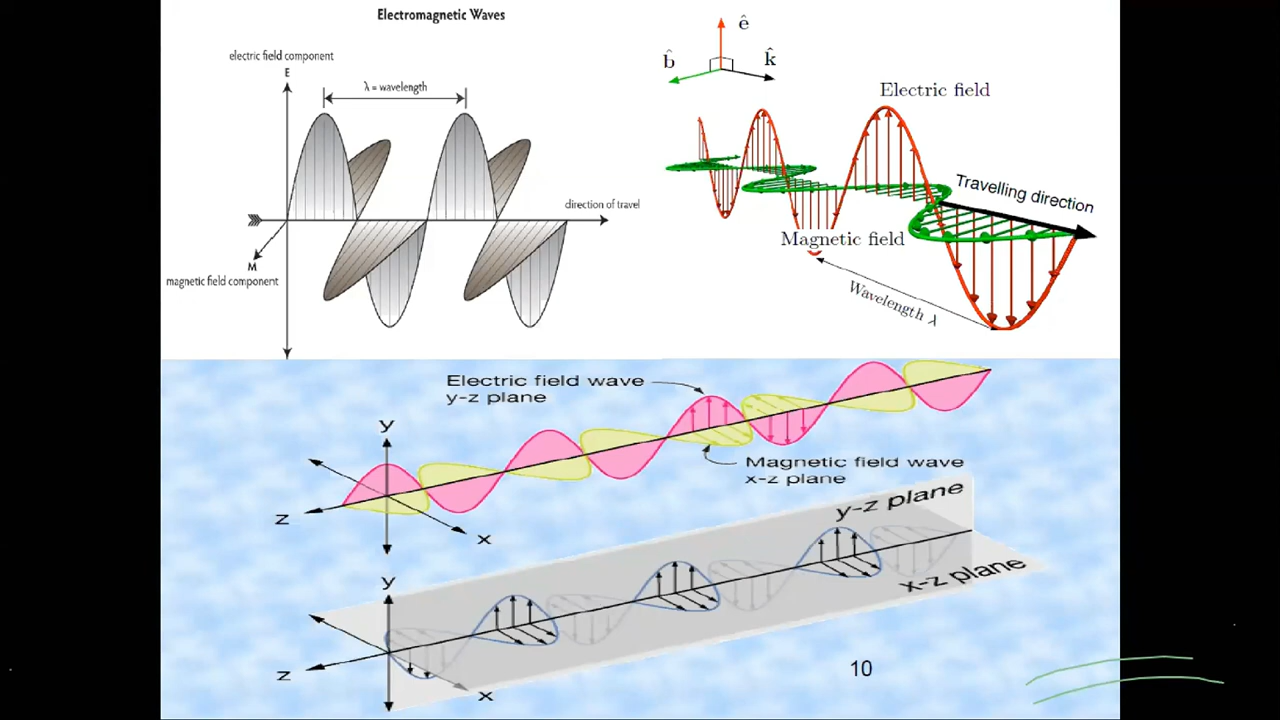 Electromagnetic Waves
electric field component
E
λ = wavelength
direction of travel
M
magnetic field component
ê
b̂
k̂
Electric field
Travelling direction
Magnetic field
Wavelength λ
Electric field wave
y-z plane
y
Magnetic field wave
x-z plane
z
x
y-z plane
y
x-z plane
z
x
10